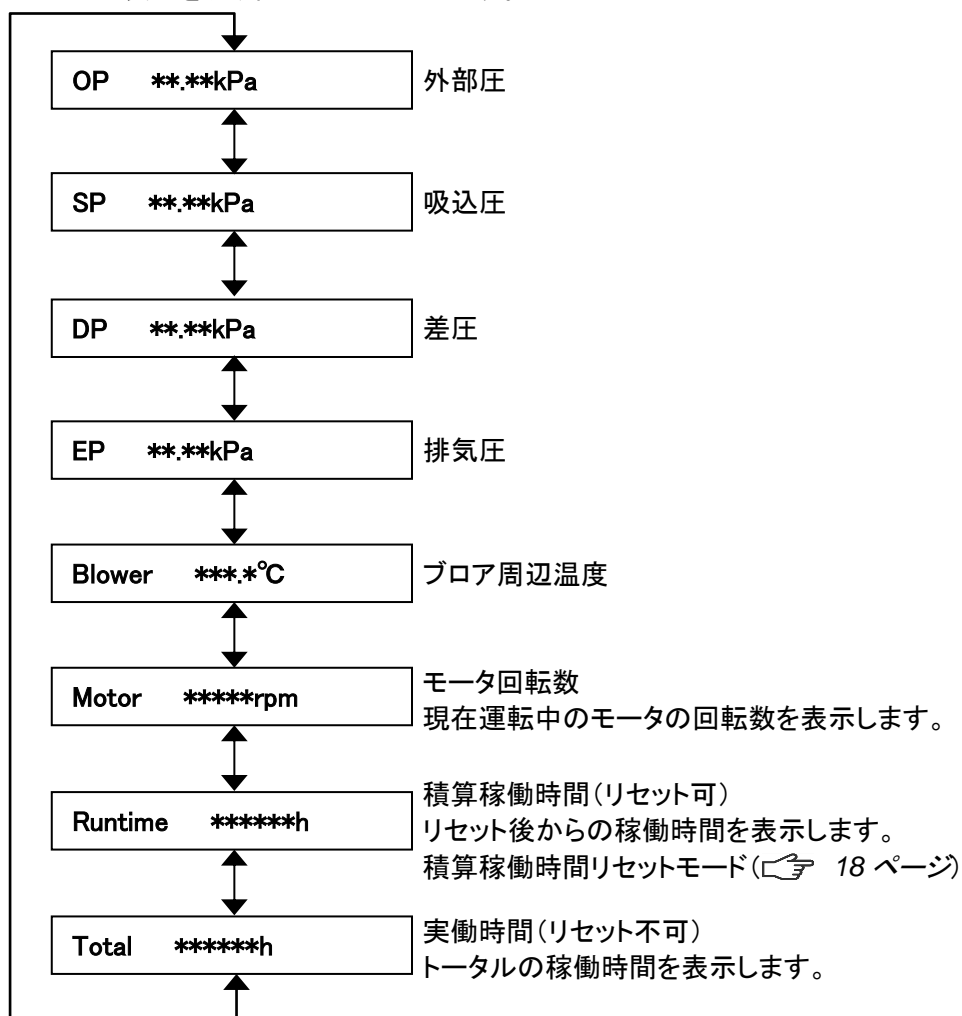 OP **.**kPa
外部圧
SP **.**kPa
吸込圧
DP **.**kPa
差圧
EP **.**kPa
排気圧
Blower ***.*℃
ブロア周辺温度
Motor *****rpm
モータ回転数
現在運転中のモータの回転数を表示します。
Runtime ******h
積算稼働時間(リセット可)
リセット後からの稼働時間を表示します。
積算稼働時間リセットモード(☞ 18 ページ)
Total ******h
実働時間(リセット不可)
トータルの稼働時間を表示します。